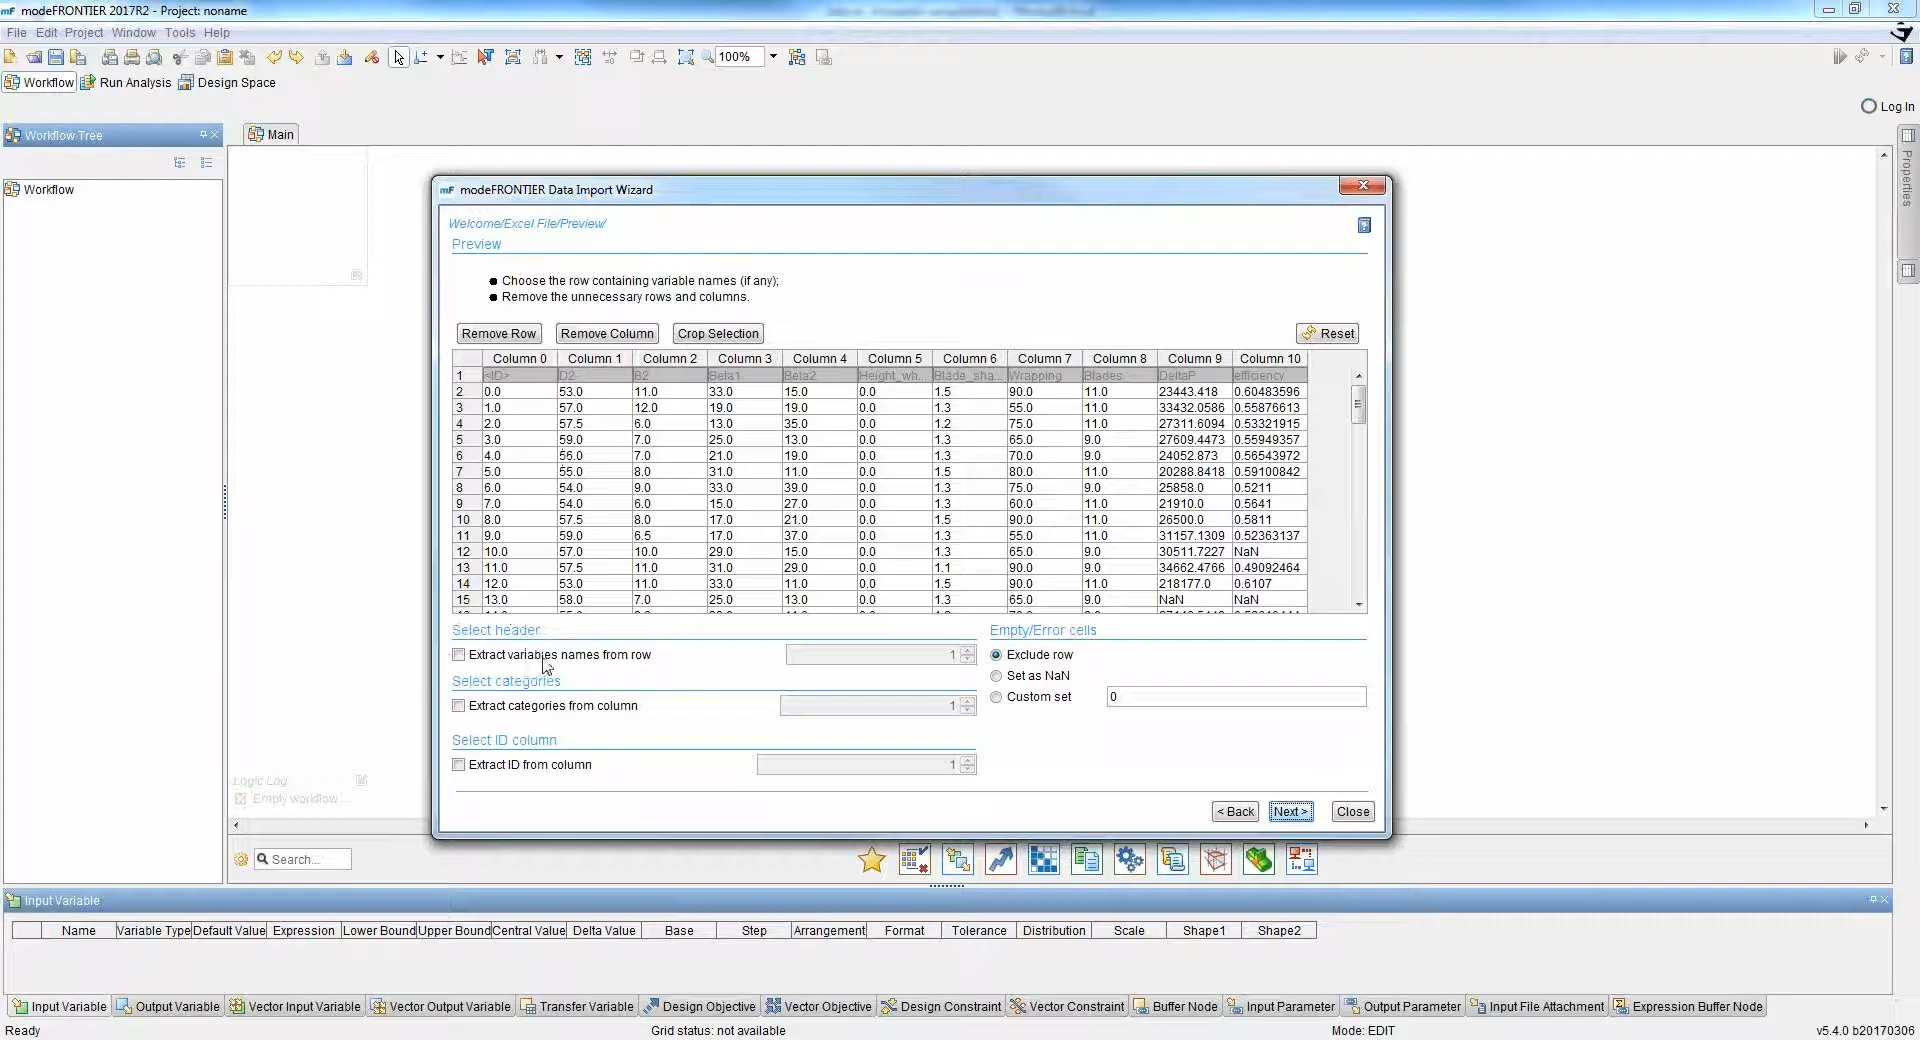 modeFRONTIER 2017R2 - Project: noname
File Edit Project Window Tools Help
100%
Workflow Run Analysis Design Space
Log In
Workflow Tree
Main
Workflow
Properties
modeFRONTIER Data Import Wizard
Welcome/Excel File/Preview/
Preview
Choose the row containing variable names (if any);
Remove the unnecessary rows and columns.
Remove Row Remove Column Crop Selection Reset
Column 0 Column 1 Column 2 Column 3 Column 4 Column 5 Column 6 Column 7 Column 8 Column 9 Column 10
1 <ID> D2 B2 Beta1 Beta2 Height_wh... Blade_sha... Wrapping Blades DeltaP efficiency
2 0.0 53.0 11.0 33.0 15.0 0.0 1.5 90.0 11.0 23443.418 0.60483596
3 1.0 57.0 12.0 19.0 19.0 0.0 1.3 55.0 11.0 33432.0586 0.55876613
4 2.0 57.5 6.0 13.0 35.0 0.0 1.2 75.0 11.0 27311.6094 0.53321915
5 3.0 59.0 7.0 25.0 13.0 0.0 1.3 65.0 9.0 27609.4473 0.55949357
6 4.0 56.0 7.0 21.0 19.0 0.0 1.3 70.0 9.0 24052.873 0.56543972
7 5.0 55.0 8.0 31.0 11.0 0.0 1.5 80.0 11.0 20288.8418 0.59100842
8 6.0 54.0 9.0 33.0 39.0 0.0 1.3 75.0 9.0 25858.0 0.5211
9 7.0 54.0 6.0 15.0 27.0 0.0 1.3 60.0 11.0 21910.0 0.5641
10 8.0 57.5 8.0 17.0 21.0 0.0 1.5 90.0 11.0 26500.0 0.5811
11 9.0 59.0 6.5 17.0 37.0 0.0 1.3 55.0 11.0 31157.1309 0.52363137
12 10.0 57.0 10.0 29.0 15.0 0.0 1.3 65.0 9.0 30511.7227 NaN
13 11.0 57.5 11.0 31.0 29.0 0.0 1.1 90.0 9.0 34662.4766 0.49092464
14 12.0 53.0 11.0 33.0 11.0 0.0 1.5 90.0 11.0 218177.0 0.6107
15 13.0 58.0 7.0 25.0 13.0 0.0 1.3 65.0 9.0 NaN NaN
Select header
Extract variables names from row 1
Select categories
Extract categories from column 1
Select ID column
Extract ID from column 1
Empty/Error cells
Exclude row
Set as NaN
Custom set 0
< Back Next > Close
Logic Log
Empty workflow
Search...
Input Variable
Name Variable Type Default Value Expression Lower Bound Upper Bound Central Value Delta Value Base Step Arrangement Format Tolerance Distribution Scale Shape1 Shape2
Input Variable Output Variable Vector Input Variable Vector Output Variable Transfer Variable Design Objective Vector Objective Design Constraint Vector Constraint Buffer Node Input Parameter Output Parameter Input File Attachment Expression Buffer Node
Ready Grid status: not available Mode: EDIT v5.4.0 b20170306